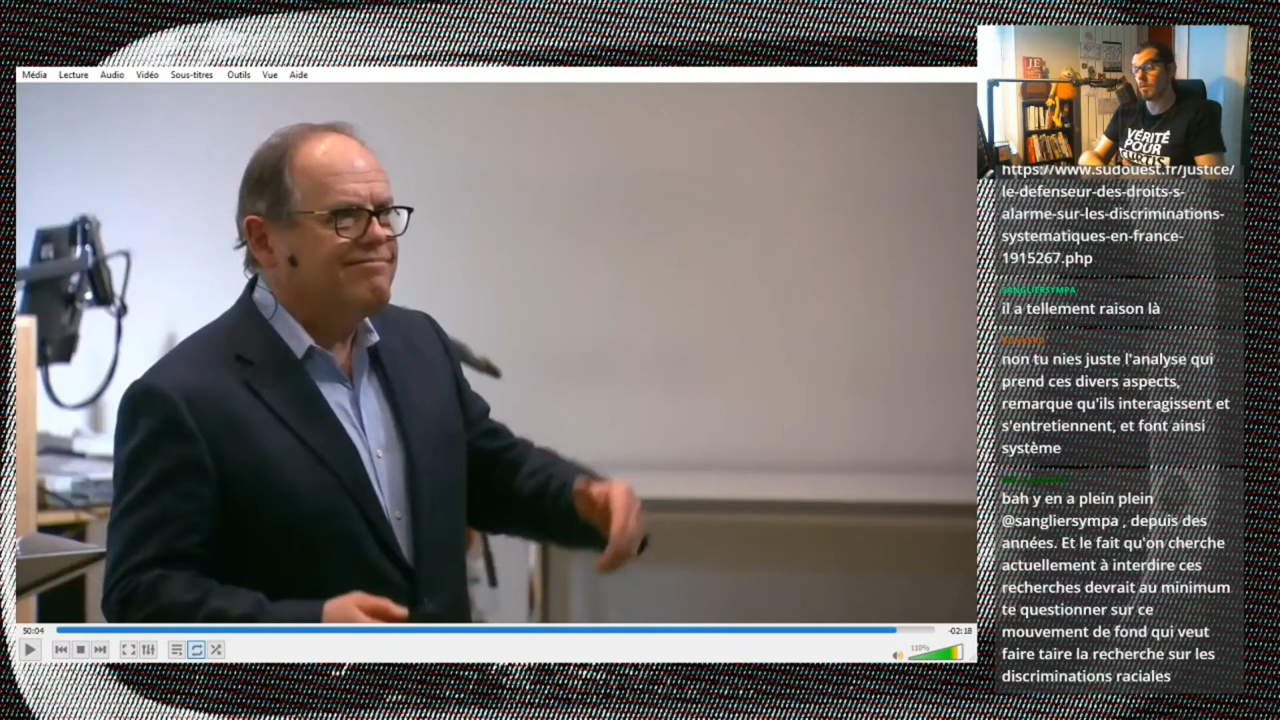 Média Lecture Audio Vidéo Sous-titres Outils Vue Aide
50:04
-02:18
110%
JE
VÉRITÉ
POUR
https://www.sudouest.fr/justice/
le-defenseur-des-droits-s-
alarme-sur-les-discriminations-
systematiques-en-france-
1915267.php
SANGLIERSYMPA
il a tellement raison là
non tu nies juste l'analyse qui
prend ces divers aspects,
remarque qu'ils interagissent et
s'entretiennent, et font ainsi
système
bah y en a plein plein
@sangliersympa , depuis des
années. Et le fait qu'on cherche
actuellement à interdire ces
recherches devrait au minimum
te questionner sur ce
mouvement de fond qui veut
faire taire la recherche sur les
discriminations raciales